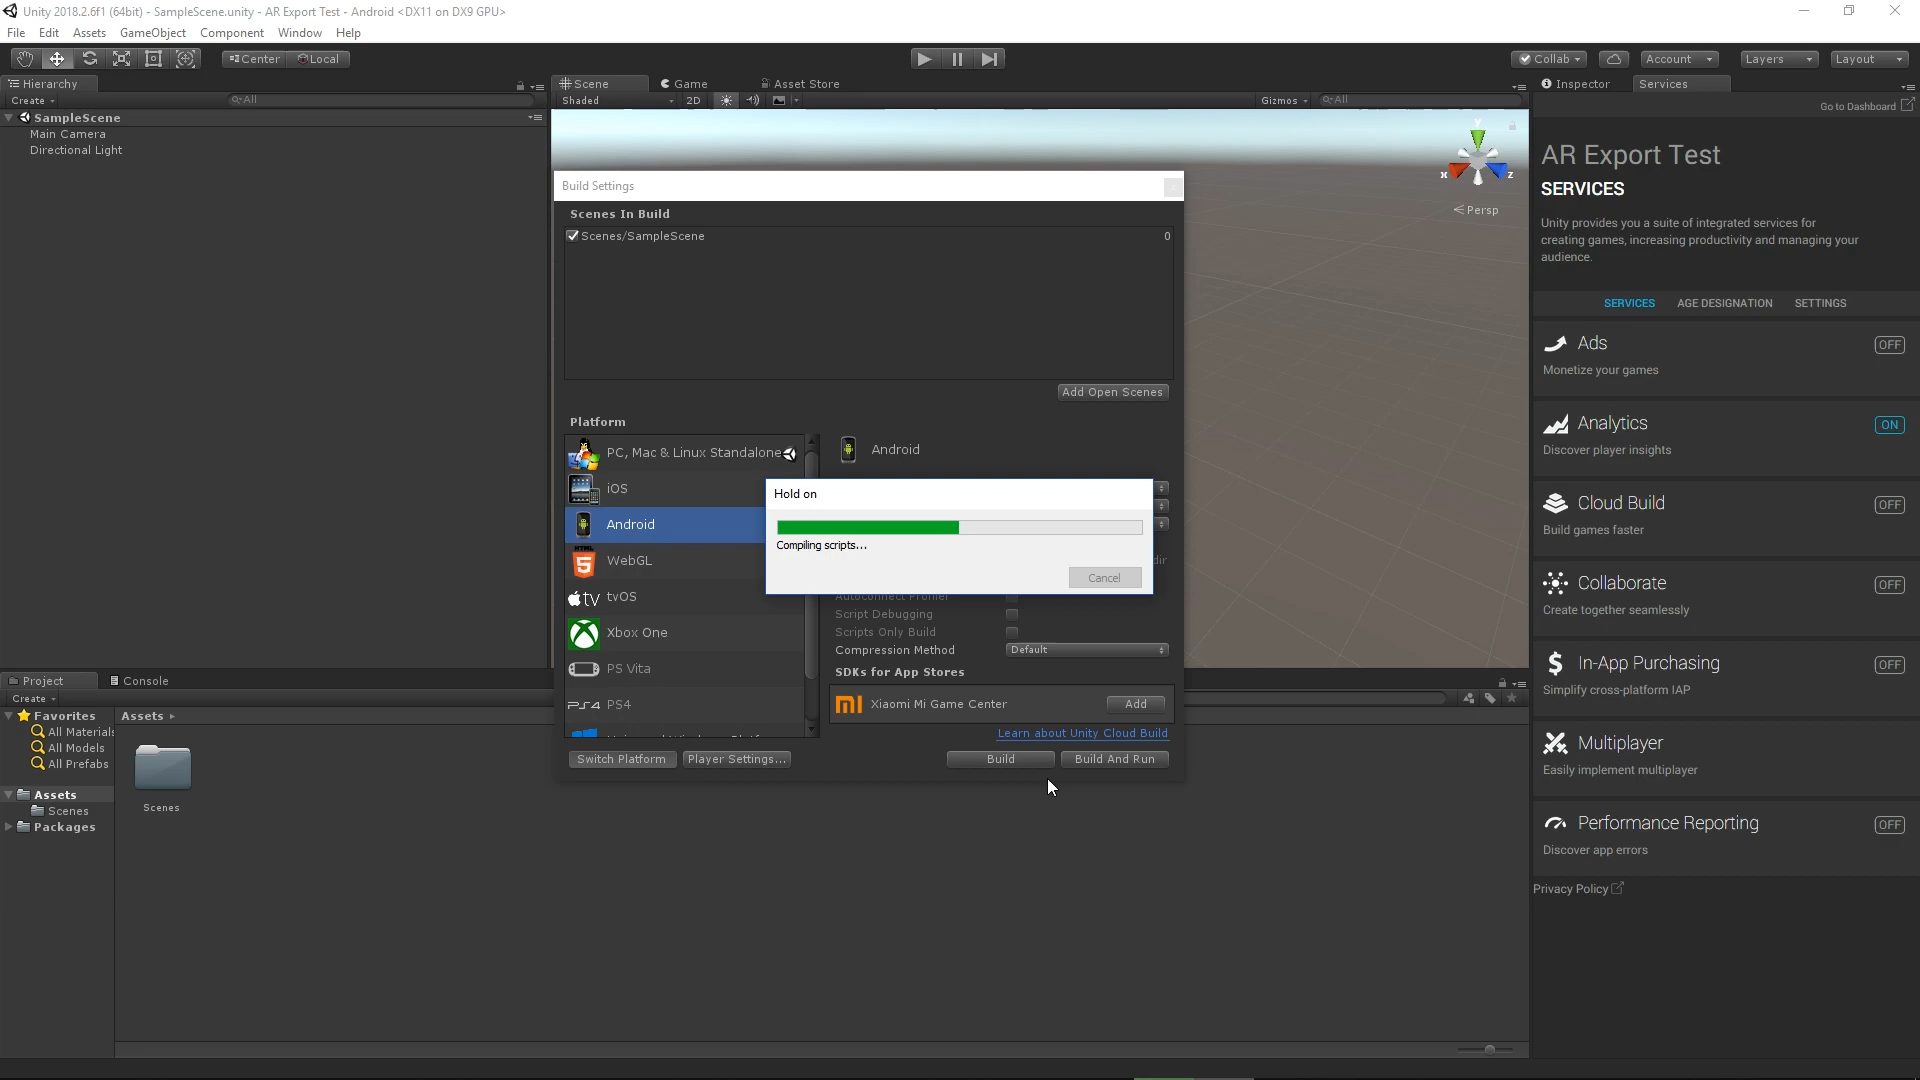 Unity 2018.2.6f1 (64bit) - SampleScene.unity - AR Export Test - Android <DX11 on DX9 GPU>
File Edit Assets GameObject Component Window Help
Center Local
Collab Account Layers Layout
Hierarchy
Create All
SampleScene
Main Camera
Directional Light
Scene Game Asset Store
Shaded 2D Gizmos All
y
x z
Persp
Build Settings
Scenes In Build
Scenes/SampleScene 0
Add Open Scenes
Platform
PC, Mac & Linux Standalone
iOS
Android
HTML 5 WebGL
tv tvOS
Xbox One
PS Vita
PS4 PS4
Android
Hold on
Compiling scripts...
Cancel
Script Debugging
Scripts Only Build
Compression Method Default
SDKs for App Stores
mi Xiaomi Mi Game Center Add
Learn about Unity Cloud Build
Switch Platform Player Settings... Build Build And Run
Inspector Services
Go to Dashboard
AR Export Test
SERVICES
Unity provides you a suite of integrated services for
creating games, increasing productivity and managing your
audience.
SERVICES AGE DESIGNATION SETTINGS
Ads OFF
Monetize your games
Analytics ON
Discover player insights
Cloud Build OFF
Build games faster
Collaborate OFF
Create together seamlessly
In-App Purchasing OFF
Simplify cross-platform IAP
Multiplayer
Easily implement multiplayer
Performance Reporting OFF
Discover app errors
Privacy Policy
Project Console
Create
Favorites
All Materials
All Models
All Prefabs
Assets
Scenes
Packages
Assets
Scenes